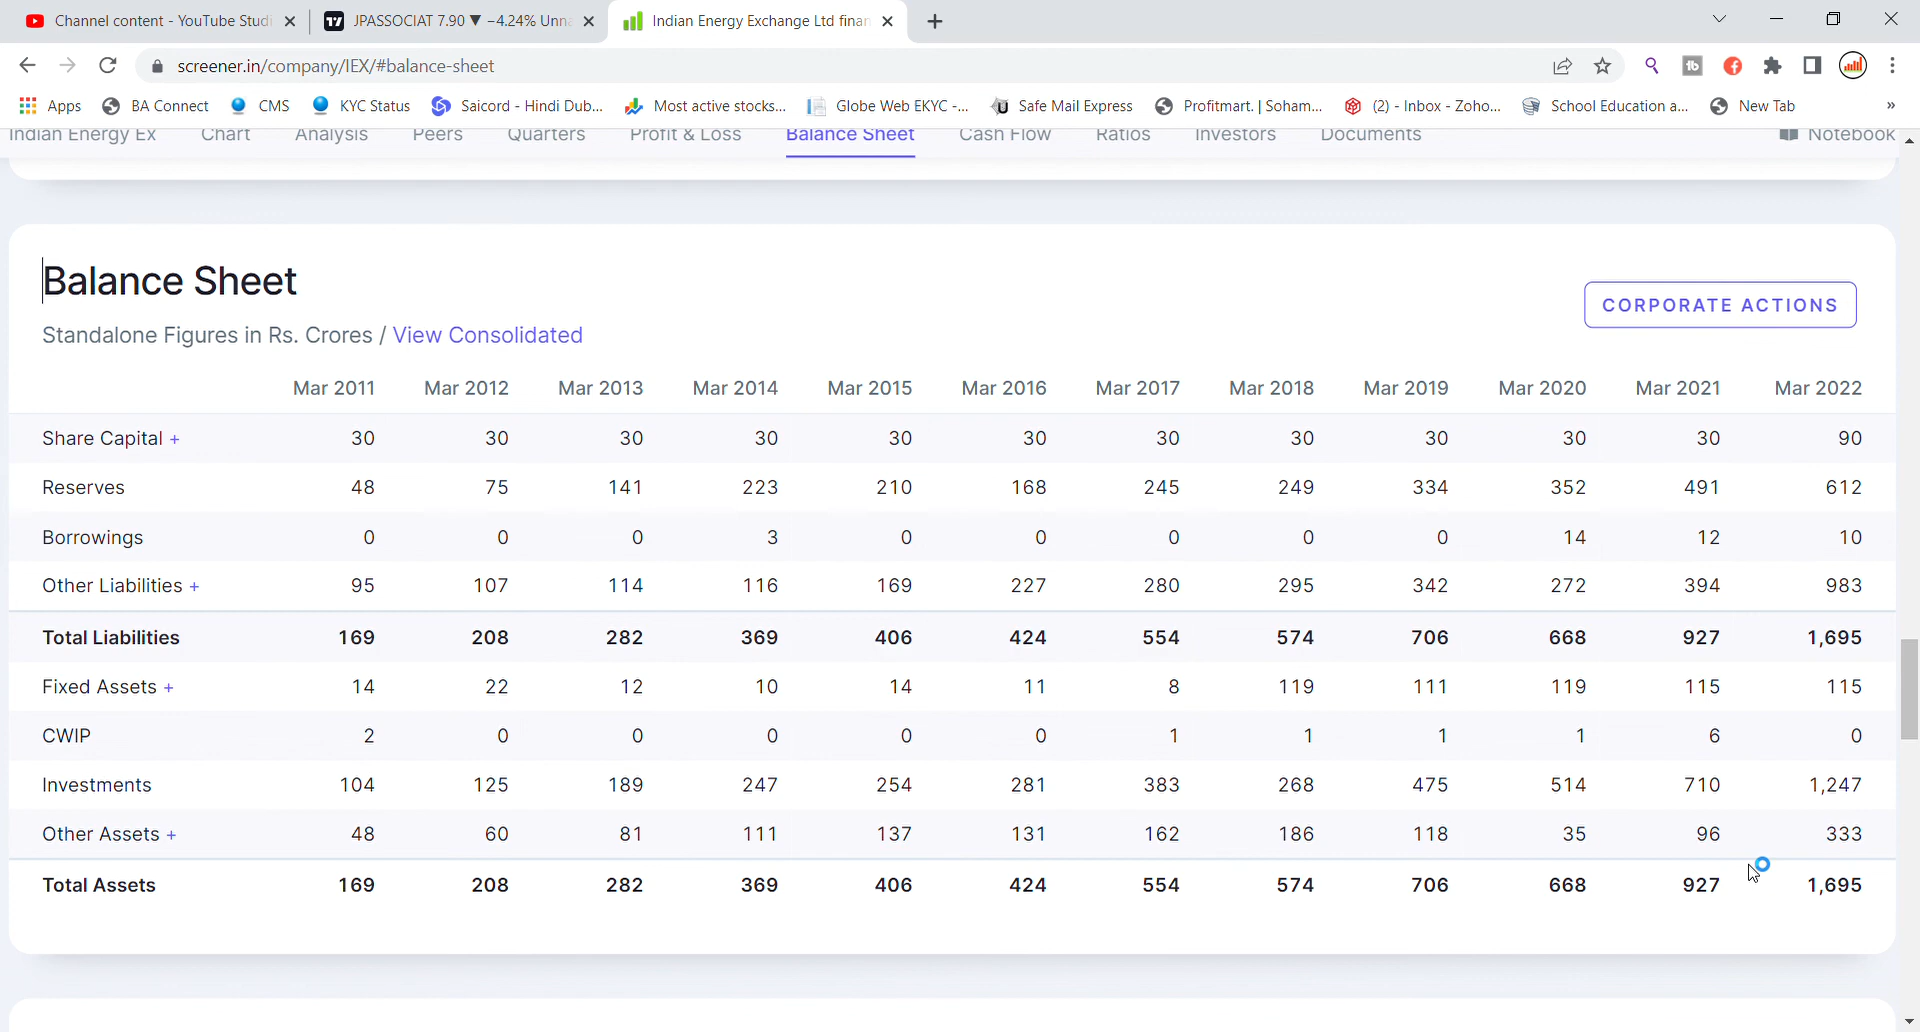 Channel content - YouTube Studi
JPASSOCIAT 7.90 ▼ −4.24% Unna
Indian Energy Exchange Ltd finan
screener.in/company/IEX/#balance-sheet
Apps BA Connect CMS KYC Status Saicord - Hindi Dub... Most active stocks... Globe Web EKYC -... Safe Mail Express Profitmart. | Soham... (2) - Inbox - Zoho... School Education a... New Tab »
Indian Energy Ex Chart Analysis Peers Quarters Profit & Loss Balance Sheet Cash Flow Ratios Investors Documents Notebook
Balance Sheet
CORPORATE ACTIONS
Standalone Figures in Rs. Crores / View Consolidated
Mar 2011 Mar 2012 Mar 2013 Mar 2014 Mar 2015 Mar 2016 Mar 2017 Mar 2018 Mar 2019 Mar 2020 Mar 2021 Mar 2022
Share Capital + 30 30 30 30 30 30 30 30 30 30 30 90
Reserves 48 75 141 223 210 168 245 249 334 352 491 612
Borrowings 0 0 0 3 0 0 0 0 0 14 12 10
Other Liabilities + 95 107 114 116 169 227 280 295 342 272 394 983
Total Liabilities 169 208 282 369 406 424 554 574 706 668 927 1,695
Fixed Assets + 14 22 12 10 14 11 8 119 111 119 115 115
CWIP 2 0 0 0 0 0 1 1 1 1 6 0
Investments 104 125 189 247 254 281 383 268 475 514 710 1,247
Other Assets + 48 60 81 111 137 131 162 186 118 35 96 333
Total Assets 169 208 282 369 406 424 554 574 706 668 927 1,695